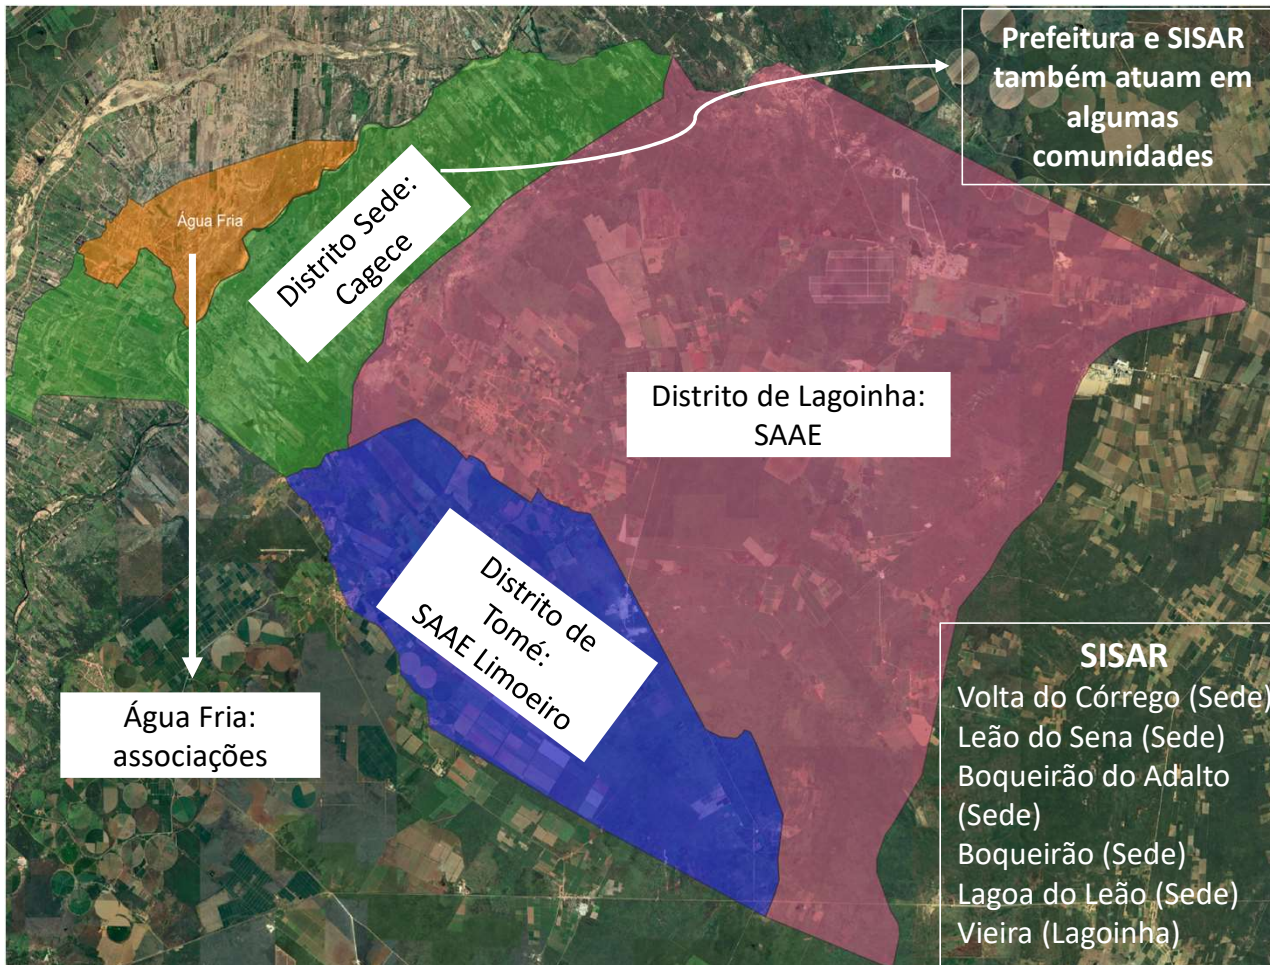 Prefeitura e SISAR
também atuam em
algumas
comunidades
Água Fria
Distrito Sede:
Cagece
Distrito de Lagoinha:
SAAE
Distrito de
Tomé:
SAAE Limoeiro
Água Fria:
associações
SISAR
Volta do Córrego (Sede)
Leão do Sena (Sede)
Boqueirão do Adalto
(Sede)
Boqueirão (Sede)
Lagoa do Leão (Sede)
Vieira (Lagoinha)